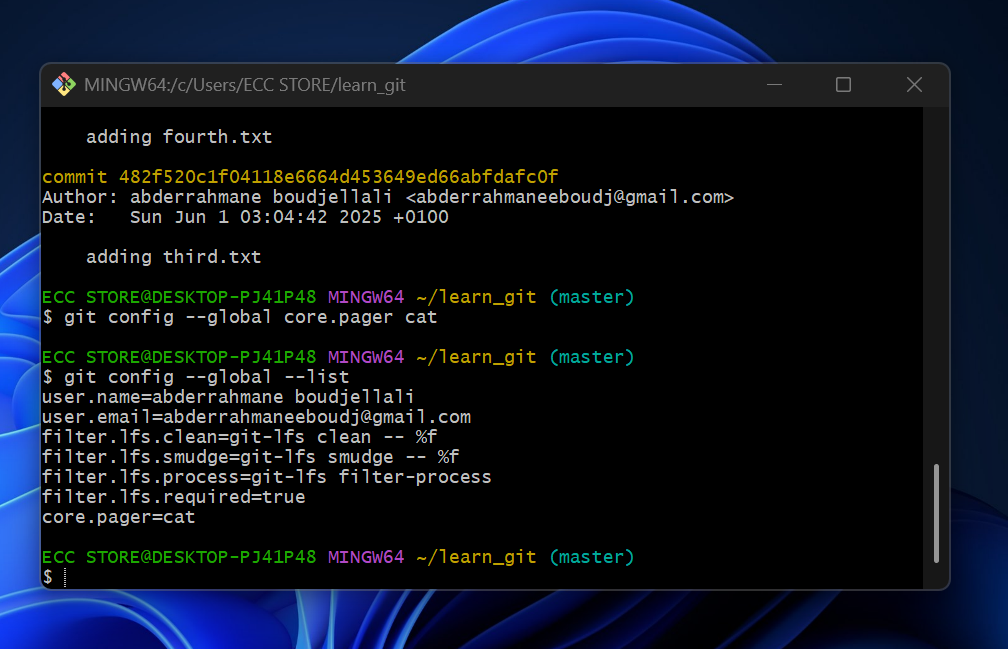 MINGW64:/c/Users/ECC STORE/learn_git
adding fourth.txt
commit 482f520c1f04118e6664d453649ed66abfdafc0f
Author: abderrahmane boudjellali <abderrahmaneeboudj@gmail.com>
Date:   Sun Jun 1 03:04:42 2025 +0100
adding third.txt
ECC STORE@DESKTOP-PJ41P48 MINGW64 ~/learn_git (master)
$ git config --global core.pager cat
ECC STORE@DESKTOP-PJ41P48 MINGW64 ~/learn_git (master)
$ git config --global --list
user.name=abderrahmane boudjellali
user.email=abderrahmaneeboudj@gmail.com
filter.lfs.clean=git-lfs clean -- %f
filter.lfs.smudge=git-lfs smudge -- %f
filter.lfs.process=git-lfs filter-process
filter.lfs.required=true
core.pager=cat
ECC STORE@DESKTOP-PJ41P48 MINGW64 ~/learn_git (master)
$